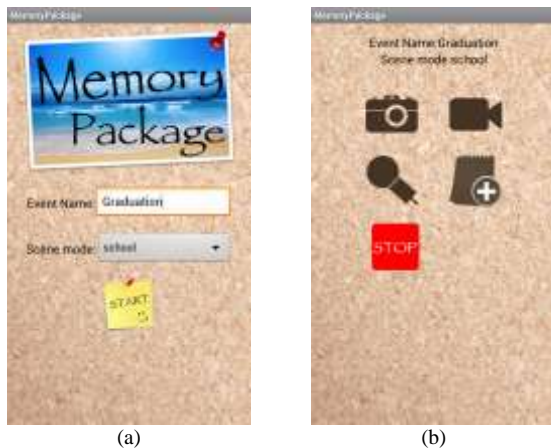 MemoryPackage
Memory
Package
Event Name: Graduation
Scene mode: school
START
(a)
MemoryPackage
Event Name:Graduation
Scene mode school
STOP
(b)